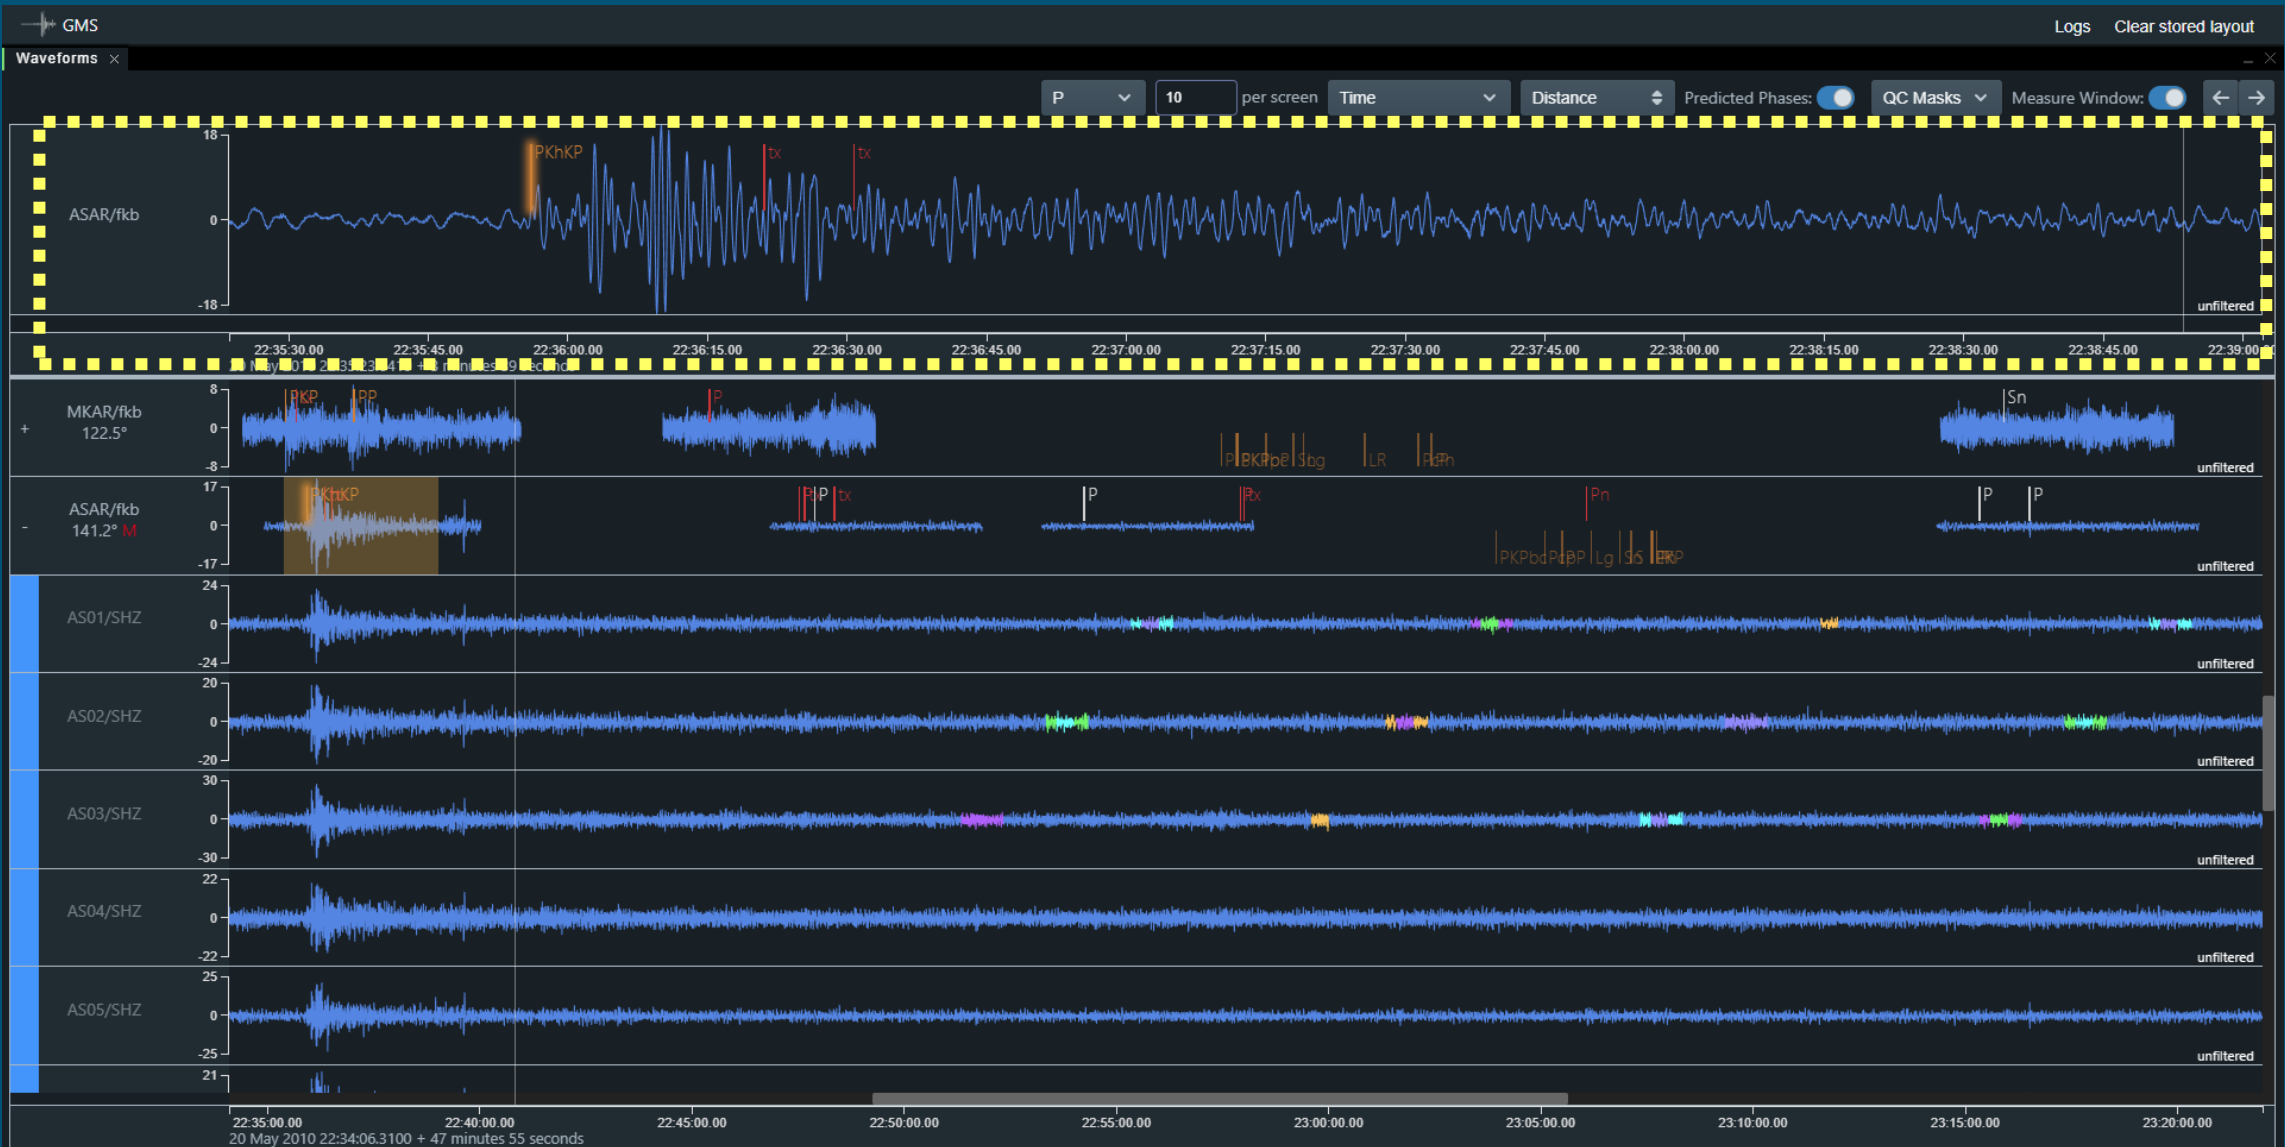 GMS
Logs Clear stored layout
Waveforms
P 10 per screen Time Distance Predicted Phases: QC Masks Measure Window:
18
PKhKP tx tx
ASAR/fkb 0
-18 unfiltered
22:35:30.00 22:35:45.00 22:36:00.00 22:36:15.00 22:36:30.00 22:36:45.00 22:37:00.00 22:37:15.00 22:37:30.00 22:37:45.00 22:38:00.00 22:38:15.00 22:38:30.00 22:38:45.00 22:39:00
8 PKP PP P Sn
MKAR/fkb
+ 122.5° 0
LR
-8 unfiltered
17 P tx P P tx Pn P P
ASAR/fkb
- 141.2° M 0
PKPbc Lg
-17 unfiltered
24
AS01/SHZ 0
-24 unfiltered
20
AS02/SHZ 0
-20 unfiltered
30
AS03/SHZ 0
-30 unfiltered
22
AS04/SHZ 0
-22 unfiltered
25
AS05/SHZ 0
-25 unfiltered
21
22:35:00.00 22:40:00.00 22:45:00.00 22:50:00.00 22:55:00.00 23:00:00.00 23:05:00.00 23:10:00.00 23:15:00.00 23:20:00.00
20 May 2010 22:34:06.3100 + 47 minutes 55 seconds